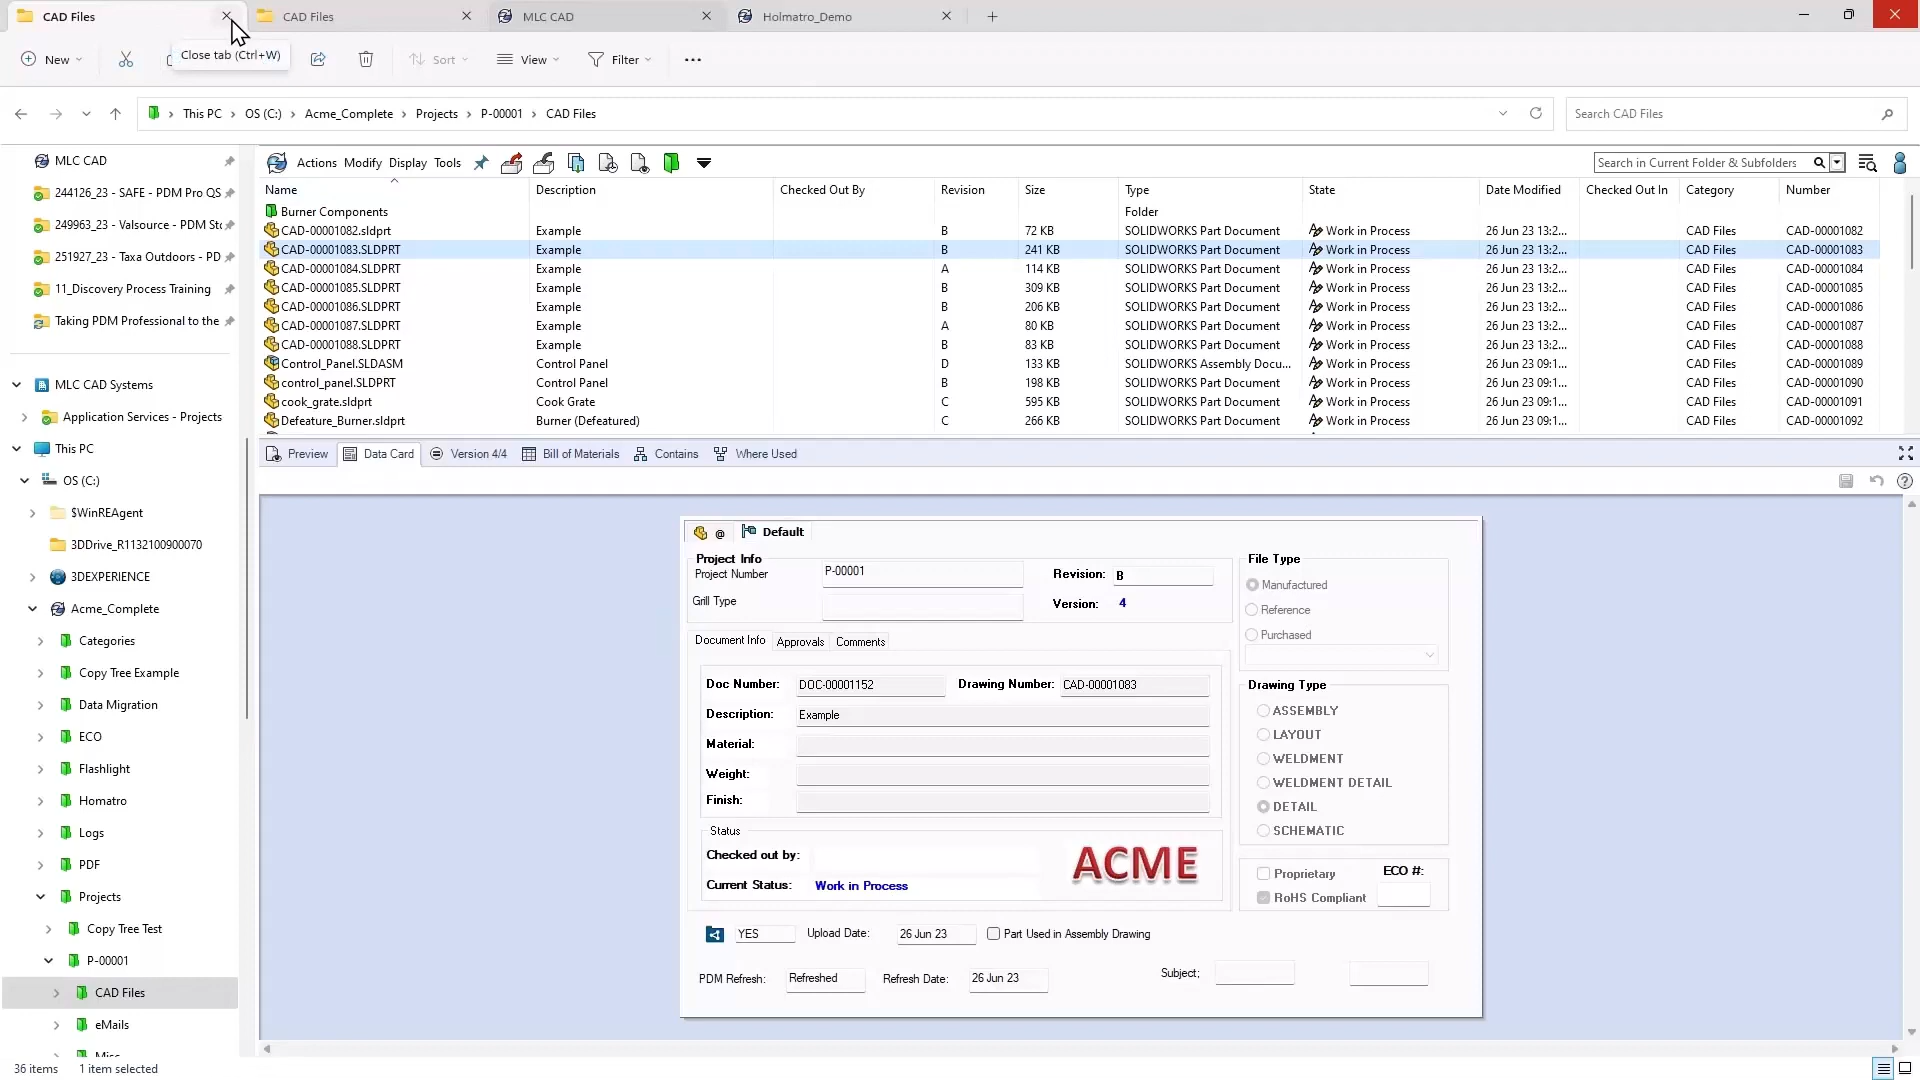 CAD Files
CAD Files
MLC CAD
Holmatro_Demo
New
Close tab (Ctrl+W)
Sort
View
Filter
This PC > OS (C:) > Acme_Complete > Projects > P-00001 > CAD Files
Search CAD Files
MLC CAD
244126_23 - SAFE - PDM Pro QS
249963_23 - Valsource - PDM Sta
251927_23 - Taxa Outdoors - PD
11_Discovery Process Training
Taking PDM Professional to the
MLC CAD Systems
Application Services - Projects
This PC
OS (C:)
$WinREAgent
3DDrive_R1132100900070
3DEXPERIENCE
Acme_Complete
Categories
Copy Tree Example
Data Migration
ECO
Flashlight
Homatro
Logs
PDF
Projects
Copy Tree Test
P-00001
CAD Files
eMails
Misc
36 items 1 item selected
Actions Modify Display Tools
Search in Current Folder & Subfolders
Name Description Checked Out By Revision Size Type State Date Modified Checked Out In Category Number
Burner Components Folder
CAD-00001082.sldprt Example B 72 KB SOLIDWORKS Part Document Work in Process 26 Jun 23 13:2... CAD Files CAD-00001082
CAD-00001083.SLDPRT Example B 241 KB SOLIDWORKS Part Document Work in Process 26 Jun 23 13:2... CAD Files CAD-00001083
CAD-00001084.SLDPRT Example A 114 KB SOLIDWORKS Part Document Work in Process 26 Jun 23 13:2... CAD Files CAD-00001084
CAD-00001085.SLDPRT Example B 309 KB SOLIDWORKS Part Document Work in Process 26 Jun 23 13:2... CAD Files CAD-00001085
CAD-00001086.SLDPRT Example B 206 KB SOLIDWORKS Part Document Work in Process 26 Jun 23 13:2... CAD Files CAD-00001086
CAD-00001087.SLDPRT Example A 80 KB SOLIDWORKS Part Document Work in Process 26 Jun 23 13:2... CAD Files CAD-00001087
CAD-00001088.SLDPRT Example B 83 KB SOLIDWORKS Part Document Work in Process 26 Jun 23 13:2... CAD Files CAD-00001088
Control_Panel.SLDASM Control Panel D 133 KB SOLIDWORKS Assembly Docu... Work in Process 26 Jun 23 09:1... CAD Files CAD-00001089
control_panel.SLDPRT Control Panel B 198 KB SOLIDWORKS Part Document Work in Process 26 Jun 23 09:1... CAD Files CAD-00001090
cook_grate.sldprt Cook Grate C 595 KB SOLIDWORKS Part Document Work in Process 26 Jun 23 09:1... CAD Files CAD-00001091
Defeature_Burner.sldprt Burner (Defeatured) C 266 KB SOLIDWORKS Part Document Work in Process 26 Jun 23 09:1... CAD Files CAD-00001092
Preview Data Card Version 4/4 Bill of Materials Contains Where Used
@ Default
Project Info
Project Number P-00001 Revision: B
Grill Type Version: 4
Document Info Approvals Comments
Doc Number: DOC-00001152 Drawing Number: CAD-00001083
Description: Example
Material:
Weight:
Finish:
Status
Checked out by:
Current Status: Work in Process
ACME
File Type
Manufactured
Reference
Purchased
Drawing Type
ASSEMBLY
LAYOUT
WELDMENT
WELDMENT DETAIL
DETAIL
SCHEMATIC
Proprietary ECO #:
RoHS Compliant
YES Upload Date: 26 Jun 23 Part Used in Assembly Drawing
PDM Refresh: Refreshed Refresh Date: 26 Jun 23 Subject;